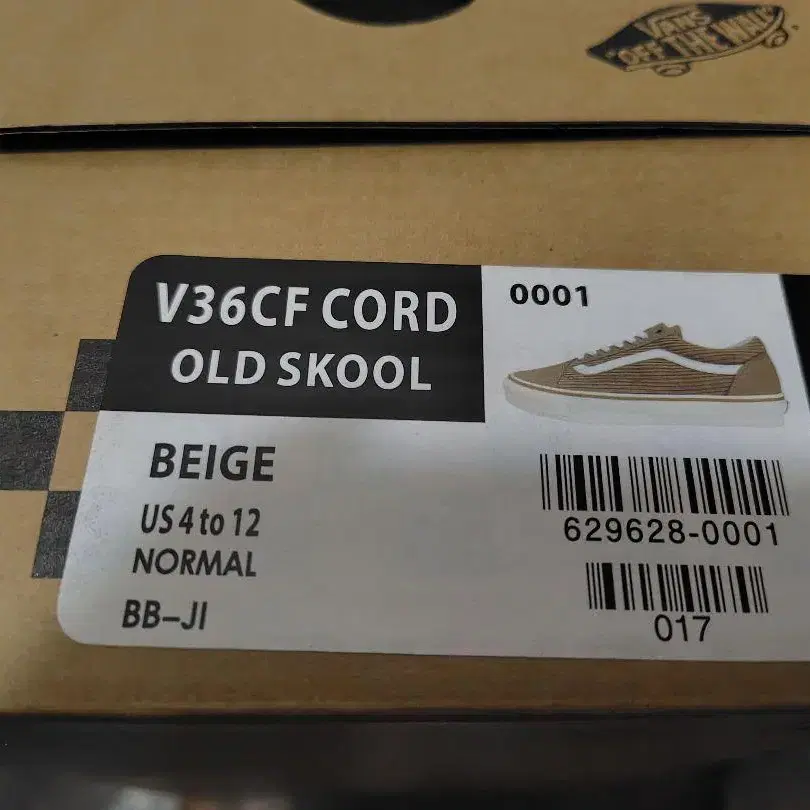 VANS
"OFF THE WALL"
V36CF CORD
OLD SKOOL
0001
BEIGE
US 4 to 12
NORMAL
BB-JI
629628-0001
017